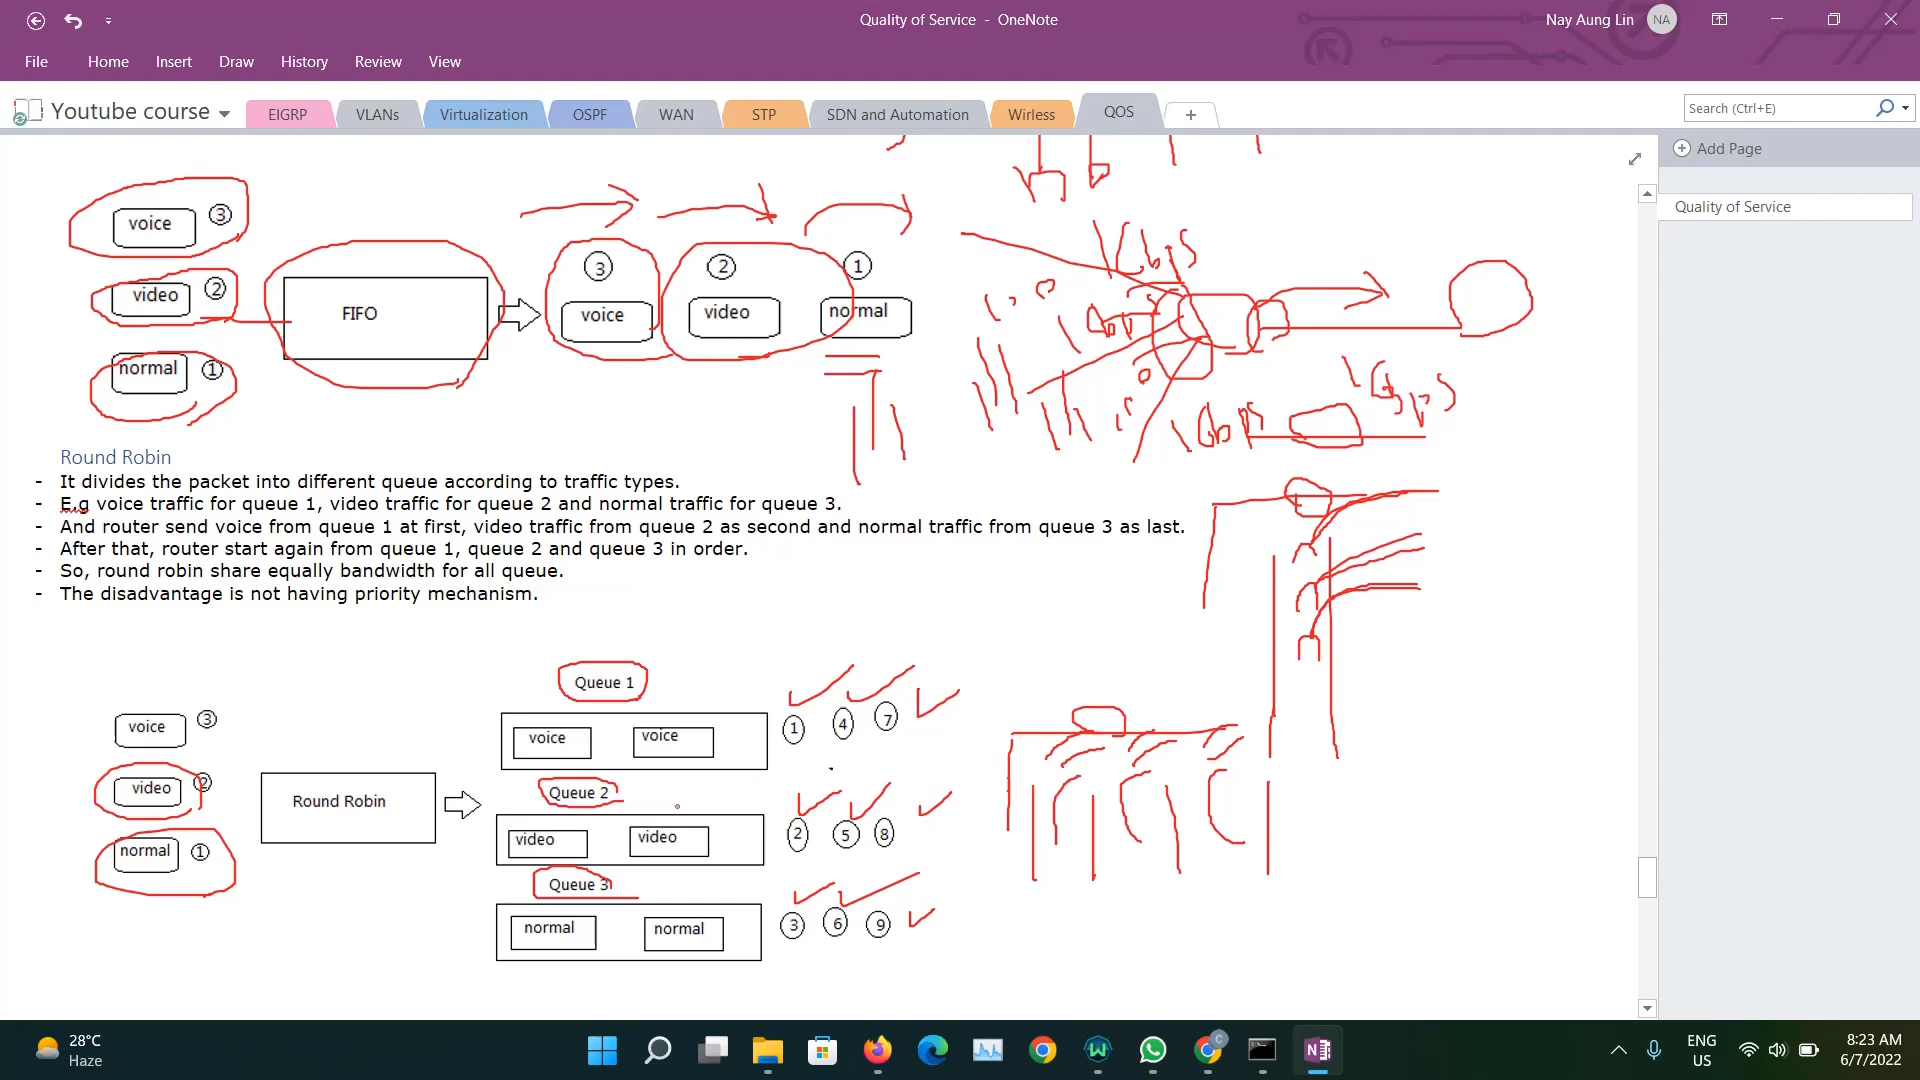 Quality of Service - OneNote
Nay Aung Lin
NA
File Home Insert Draw History Review View
Youtube course
EIGRP VLANs Virtualization OSPF WAN STP SDN and Automation Wirless QOS
Search (Ctrl+E)
Add Page
Quality of Service
voice 3
video 2
normal 1
FIFO
3 2 1
voice video normal
1Gbps
1Gbps
1Gbps
Round Robin
- It divides the packet into different queue according to traffic types.
- E.g voice traffic for queue 1, video traffic for queue 2 and normal traffic for queue 3.
- And router send voice from queue 1 at first, video traffic from queue 2 as second and normal traffic from queue 3 as last.
- After that, router start again from queue 1, queue 2 and queue 3 in order.
- So, round robin share equally bandwidth for all queue.
- The disadvantage is not having priority mechanism.
voice 3
video 2
normal 1
Round Robin
Queue 1
voice voice 1 4 7
Queue 2
video video 2 5 8
Queue 3
normal normal 3 6 9
28°C
Haze
ENG
US
8:23 AM
6/7/2022